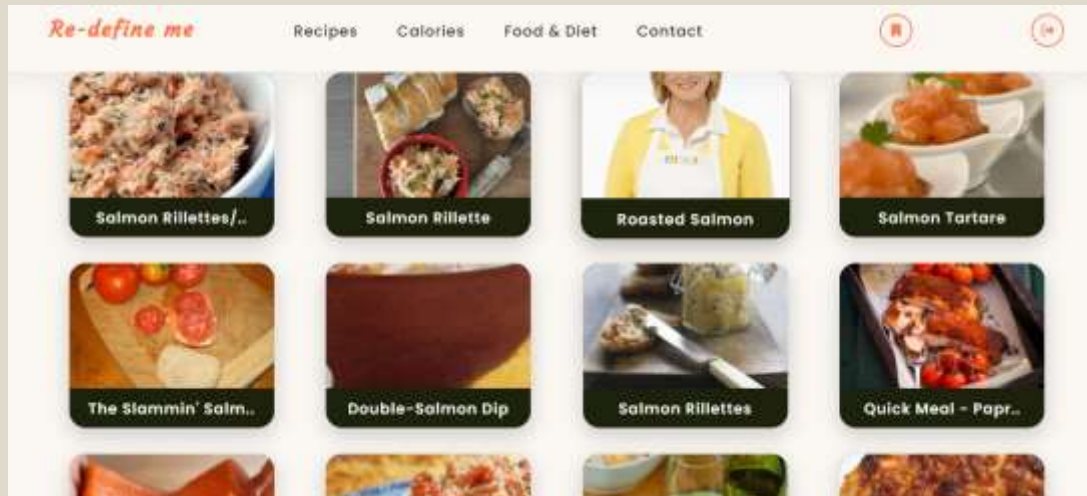 Re-define me
Recipes Calories Food & Diet Contact
Salmon Rillettes/..
Salmon Rillette
Roasted Salmon
Salmon Tartare
The Slammin' Salm..
Double-Salmon Dip
Salmon Rillettes
Quick Meal - Papr..